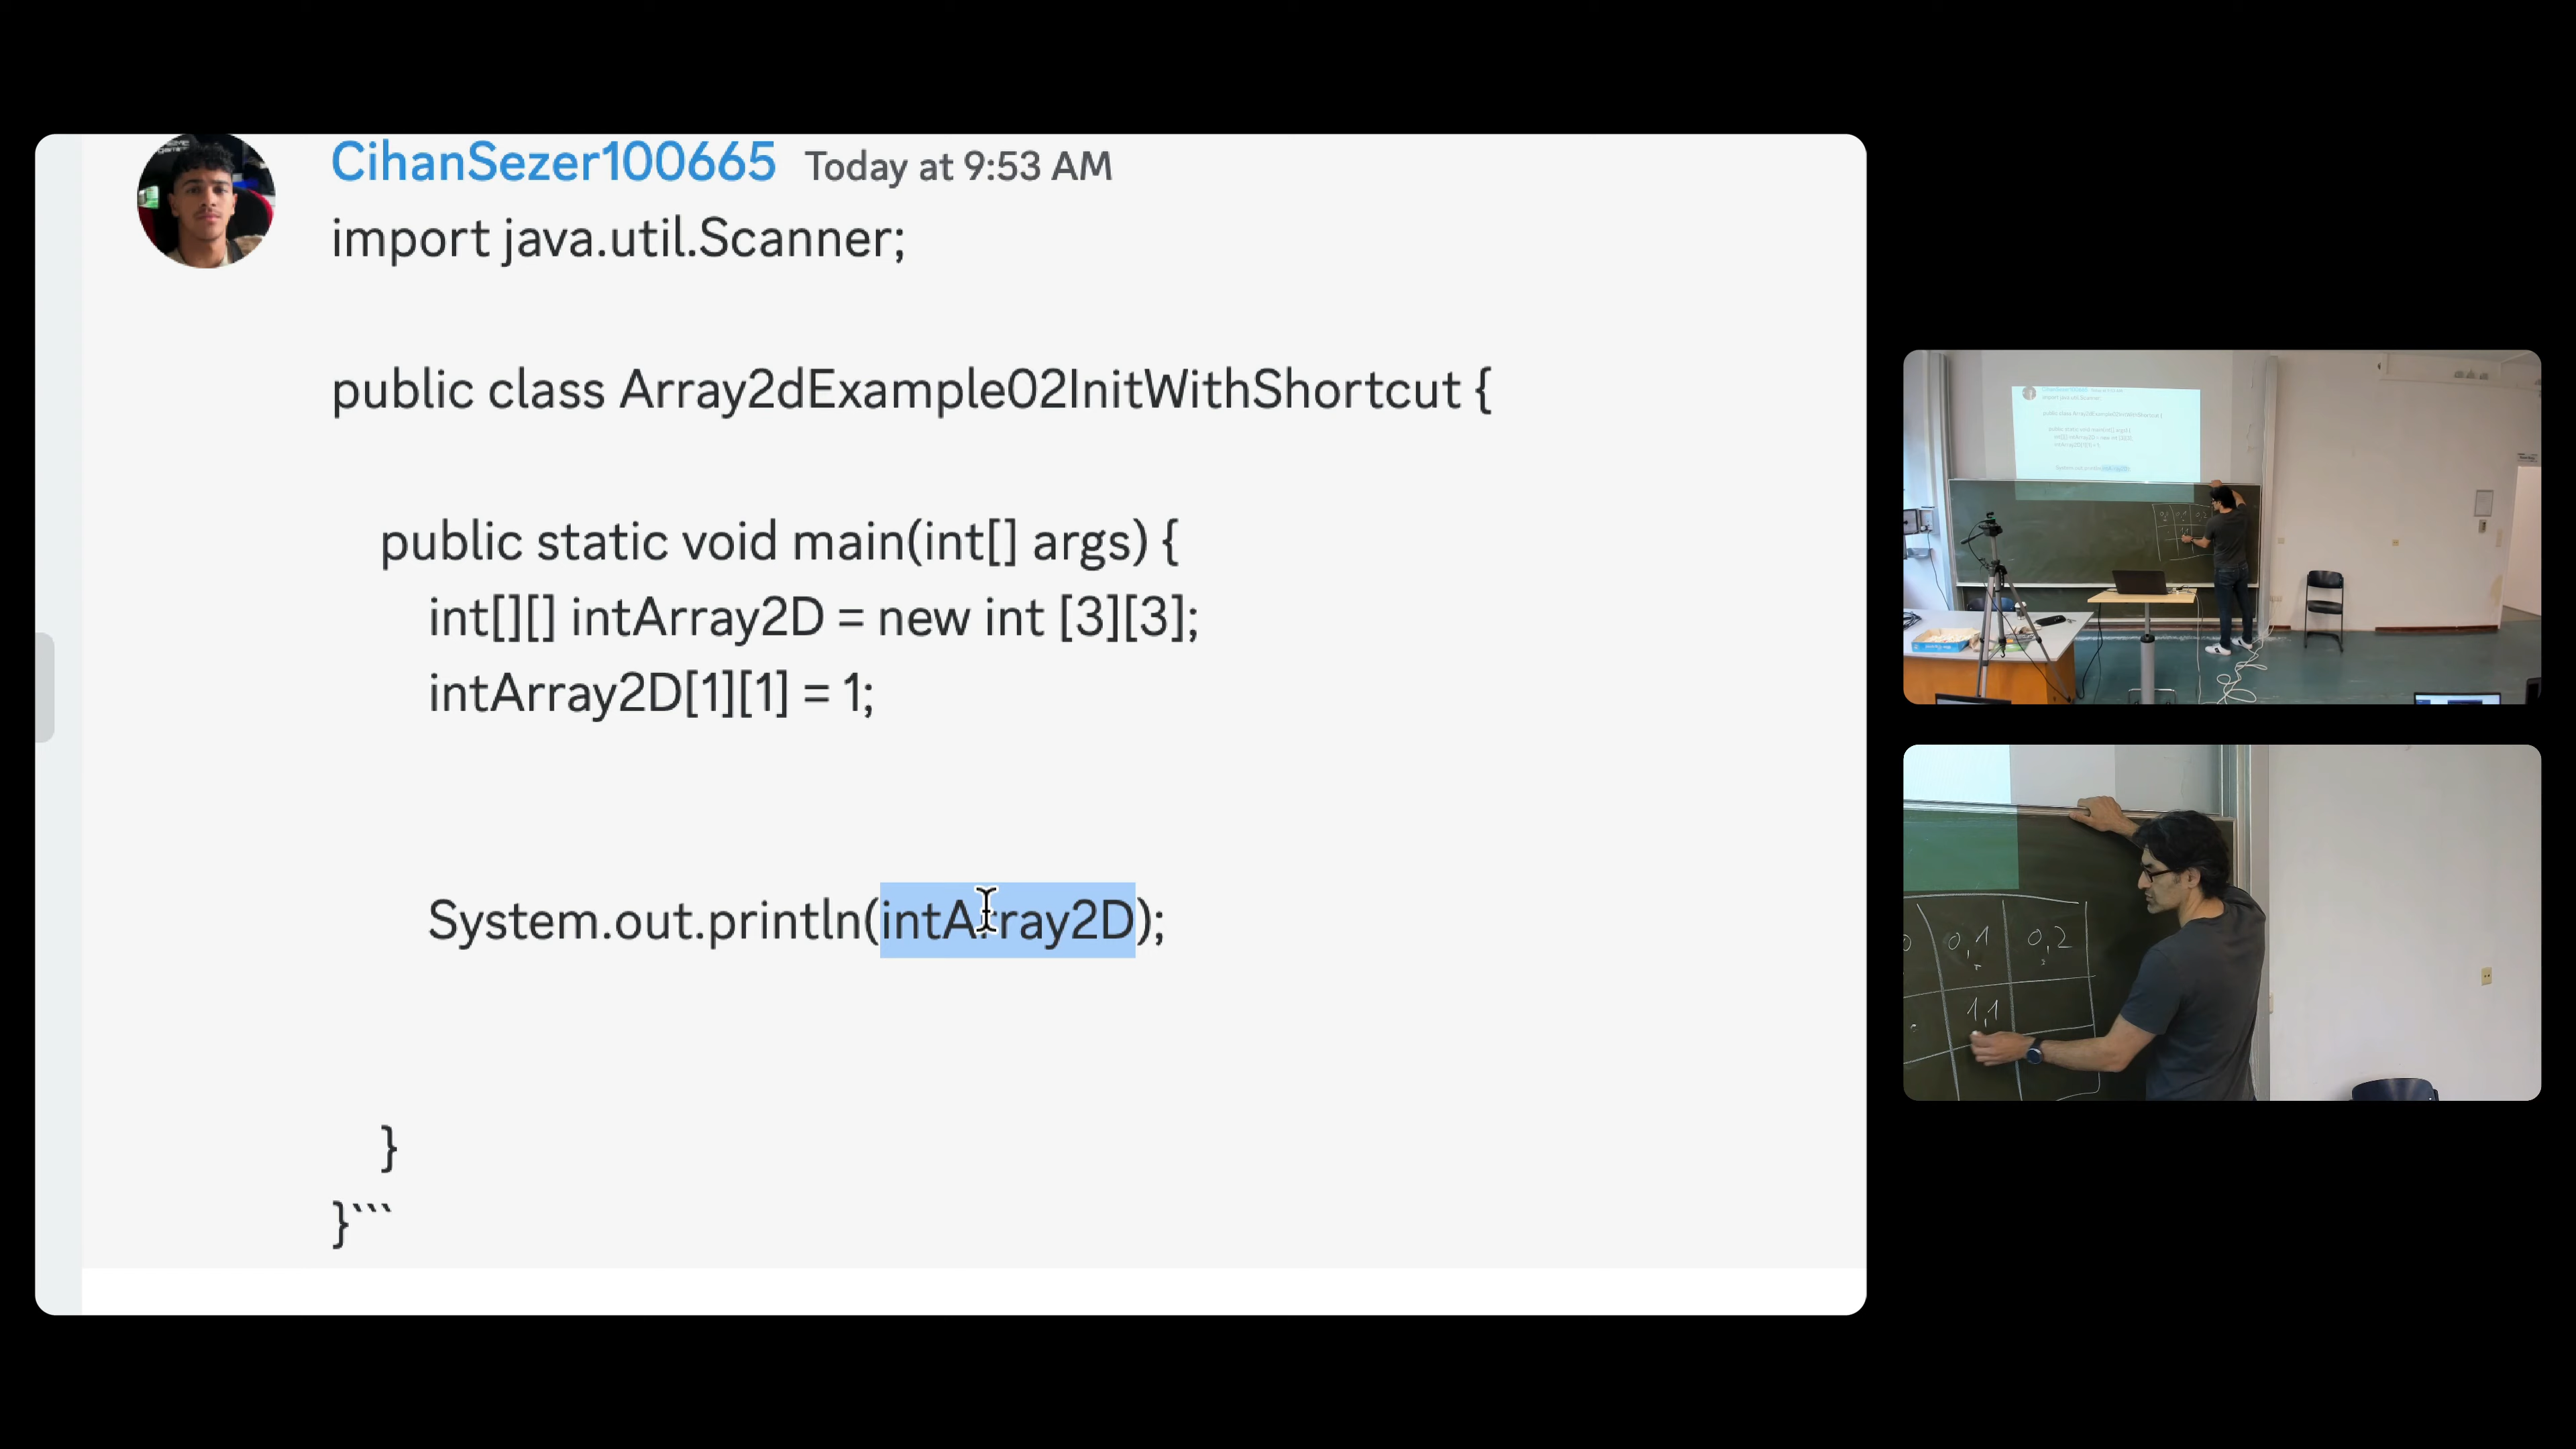 CihanSezer100665 Today at 9:53 AM
import java.util.Scanner;
public class Array2dExample02InitWithShortcut {
public static void main(int[] args) {
int[][] intArray2D = new int [3][3];
intArray2D[1][1] = 1;
System.out.println(intArray2D);
}
}```
0,1 0,2
1,1